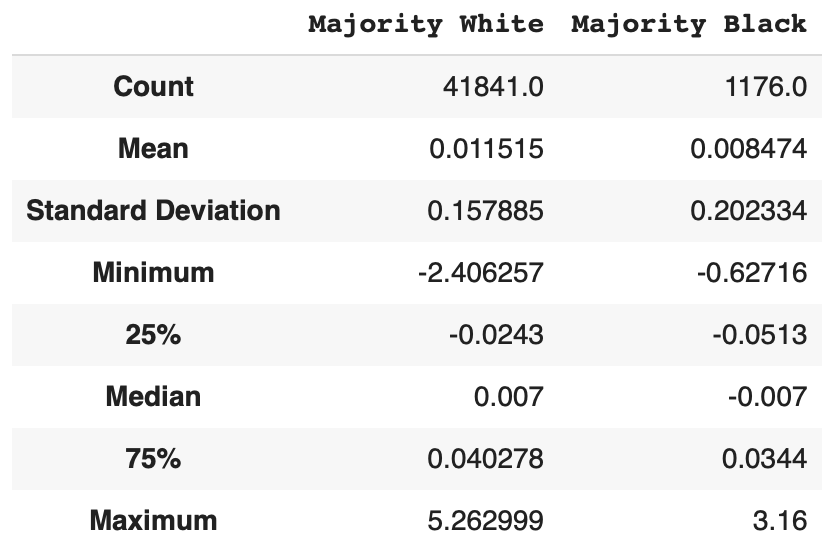 Majority White Majority Black
Count 41841.0 1176.0
Mean 0.011515 0.008474
Standard Deviation 0.157885 0.202334
Minimum -2.406257 -0.62716
25% -0.0243 -0.0513
Median 0.007 -0.007
75% 0.040278 0.0344
Maximum 5.262999 3.16